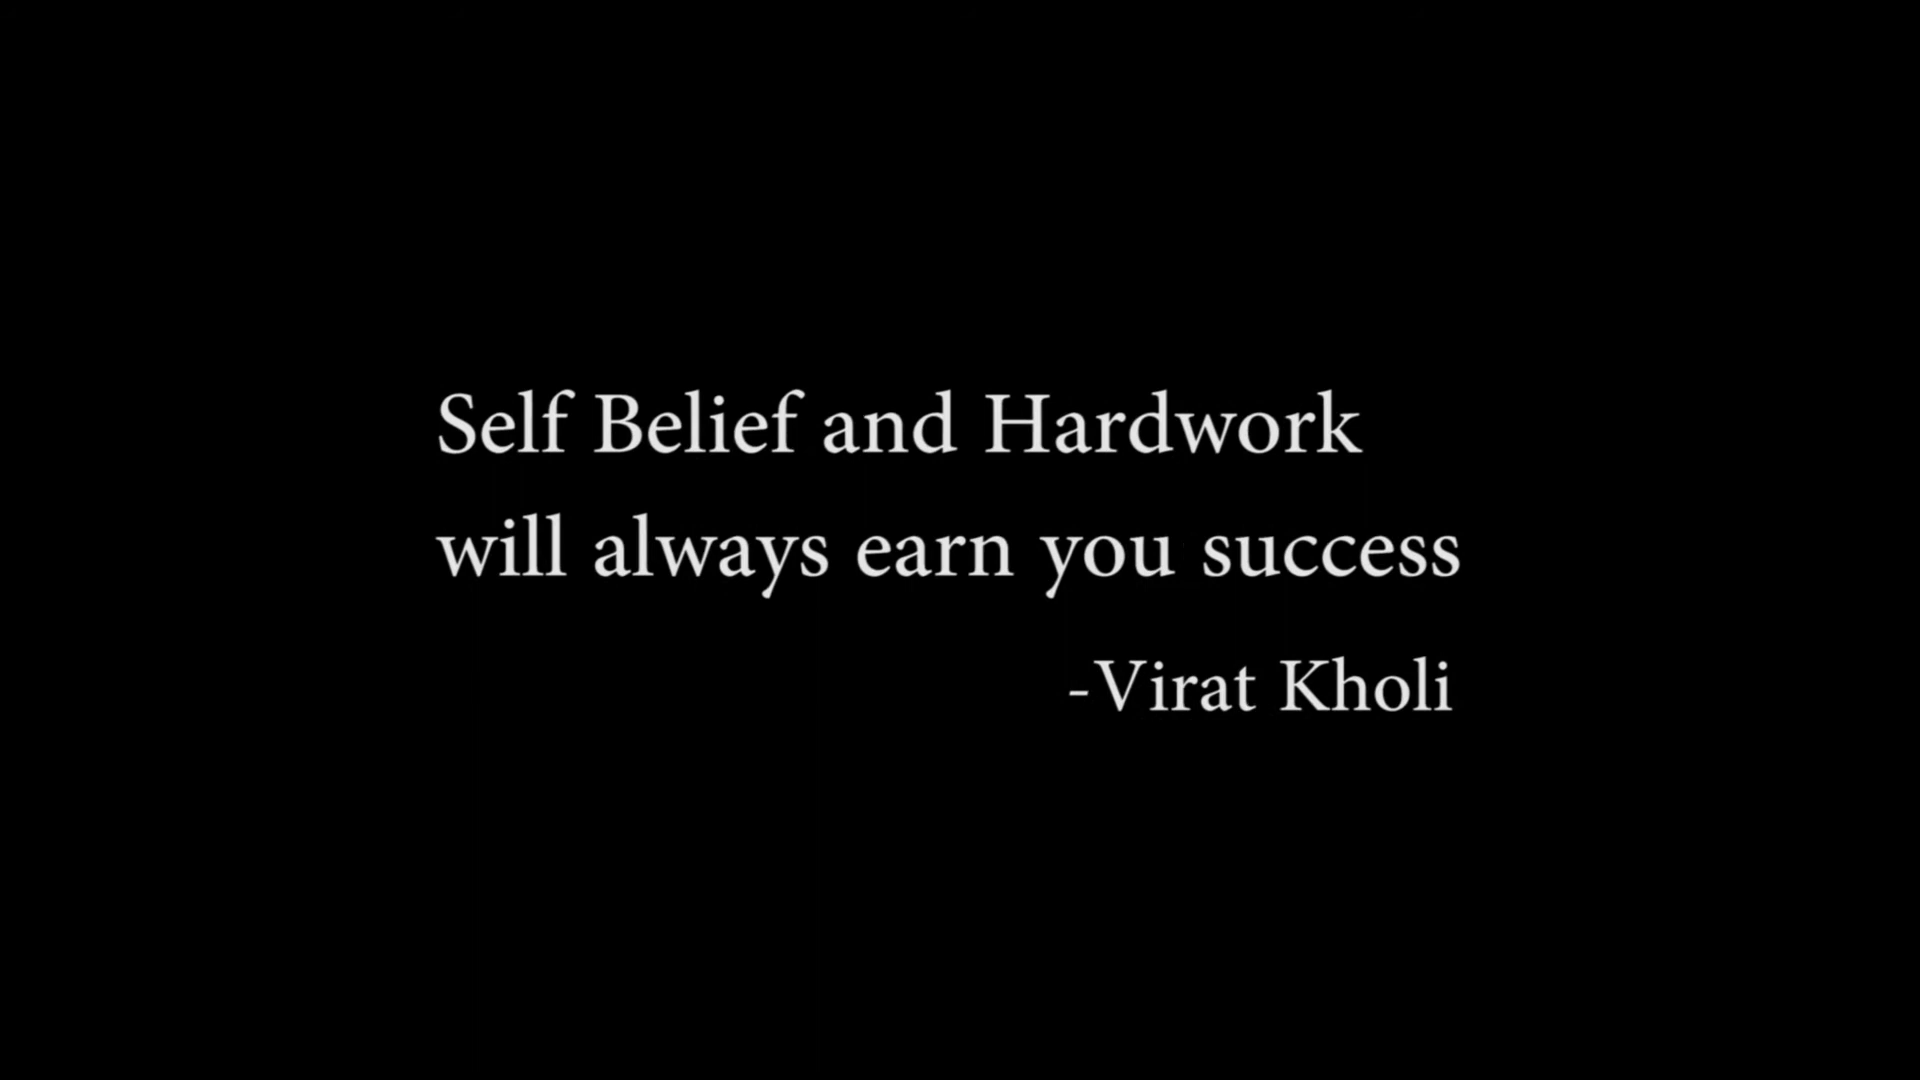 Self Belief and Hardwork
will always earn you success
-Virat Kholi